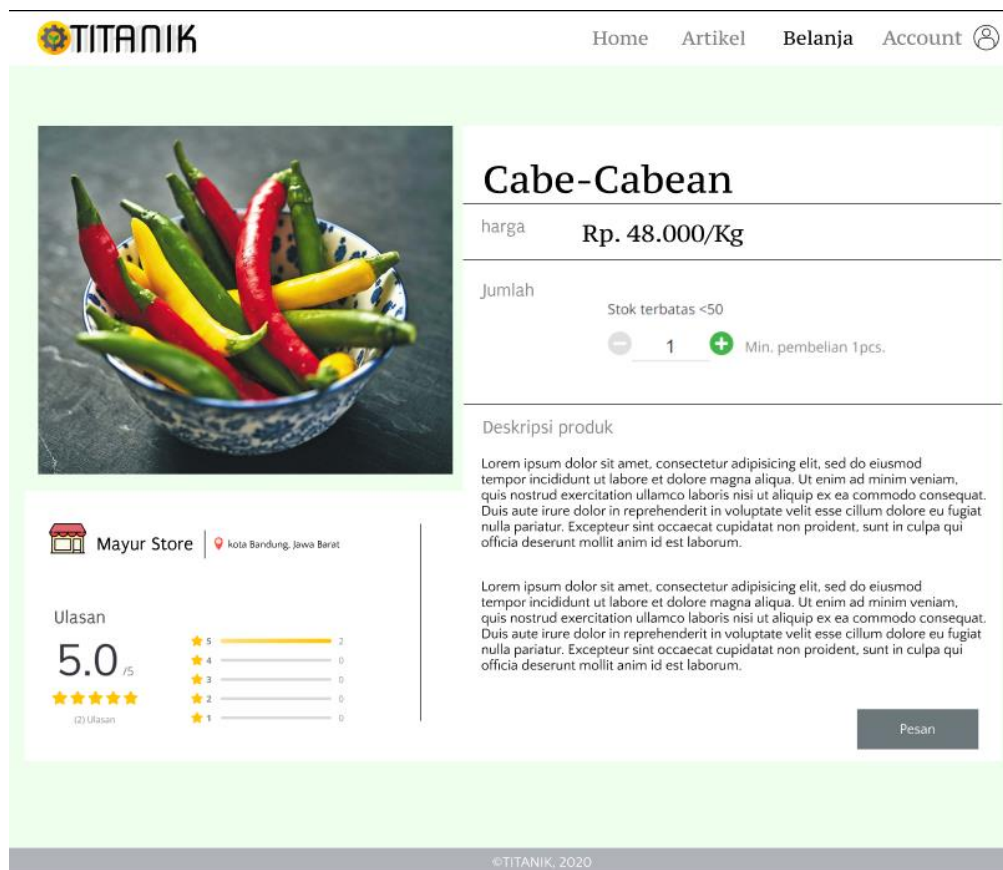 TITANIK
Home Artikel Belanja Account
Cabe-Cabean
harga Rp. 48.000/Kg
Jumlah
Stok terbatas <50
1 Min. pembelian 1pcs.
Deskripsi produk
Lorem ipsum dolor sit amet, consectetur adipisicing elit, sed do eiusmod
tempor incididunt ut labore et dolore magna aliqua. Ut enim ad minim veniam,
quis nostrud exercitation ullamco laboris nisi ut aliquip ex ea commodo consequat.
Duis aute irure dolor in reprehenderit in voluptate velit esse cillum dolore eu fugiat
nulla pariatur. Excepteur sint occaecat cupidatat non proident, sunt in culpa qui
officia deserunt mollit anim id est laborum.
Lorem ipsum dolor sit amet, consectetur adipisicing elit, sed do eiusmod
tempor incididunt ut labore et dolore magna aliqua. Ut enim ad minim veniam,
quis nostrud exercitation ullamco laboris nisi ut aliquip ex ea commodo consequat.
Duis aute irure dolor in reprehenderit in voluptate velit esse cillum dolore eu fugiat
nulla pariatur. Excepteur sint occaecat cupidatat non proident, sunt in culpa qui
officia deserunt mollit anim id est laborum.
Pesan
Mayur Store kota Bandung, Jawa Barat
Ulasan
5.0 /5
(2) Ulasan
5 2
4 0
3 0
2 0
1 0
©TITANIK, 2020